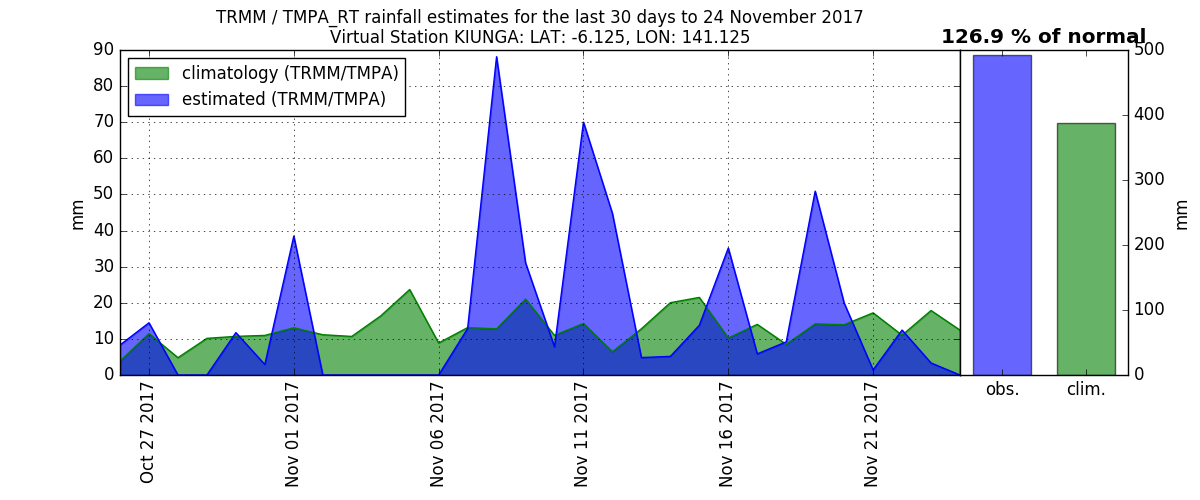 TRMM / TMPA_RT rainfall estimates for the last 30 days to 24 November 2017
Virtual Station KIUNGA: LAT: -6.125, LON: 141.125
126.9 % of normal
climatology (TRMM/TMPA)
estimated (TRMM/TMPA)
90
80
70
60
50
40
30
20
10
0
mm
Oct 27 2017
Nov 01 2017
Nov 06 2017
Nov 11 2017
Nov 16 2017
Nov 21 2017
500
400
300
200
100
0
mm
obs.
clim.